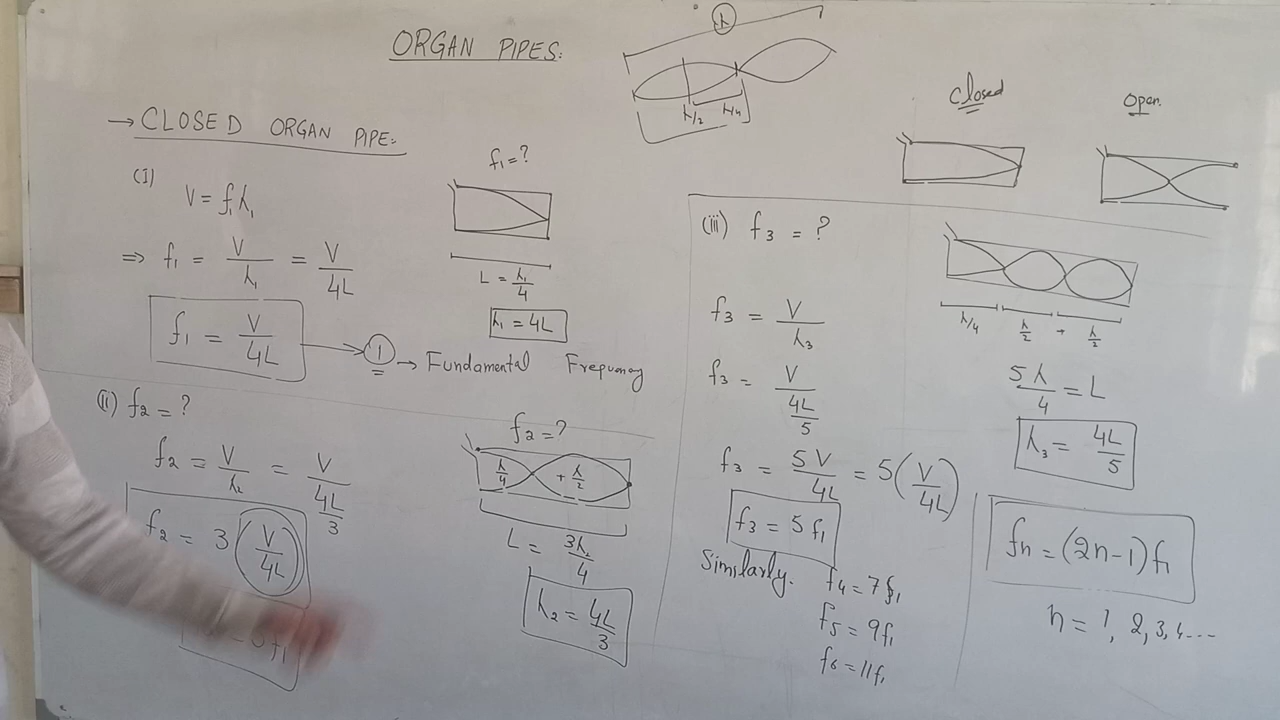 ORGAN PIPES:
λ
λ/2 λ/4
Closed
Open
→ CLOSED ORGAN PIPE:
(I)
V = f₁λ₁
⇒ f₁ = V/λ₁ = V/4L
f₁ = V/4L → ① → Fundamental Frequency
f₁ = ?
L = λ₁/4
λ₁ = 4L
(ii) f₂ = ?
f₂ = V/λ₂ = V/(4L/3)
f₂ = 3 (V/4L)
f₁
f₂ = ?
λ/4 + λ/2
L = 3λ₂/4
λ₂ = 4L/3
(iii) f₃ = ?
f₃ = V/λ₃
f₃ = V/(4L/5)
f₃ = 5V/4L = 5(V/4L)
f₃ = 5f₁
Similarly.
f₄ = 7f₁
f₅ = 9f₁
f₆ = 11f₁
λ/4 λ/2 + λ/2
5λ/4 = L
λ₃ = 4L/5
fn = (2n-1)f₁
n = 1, 2, 3, 4...